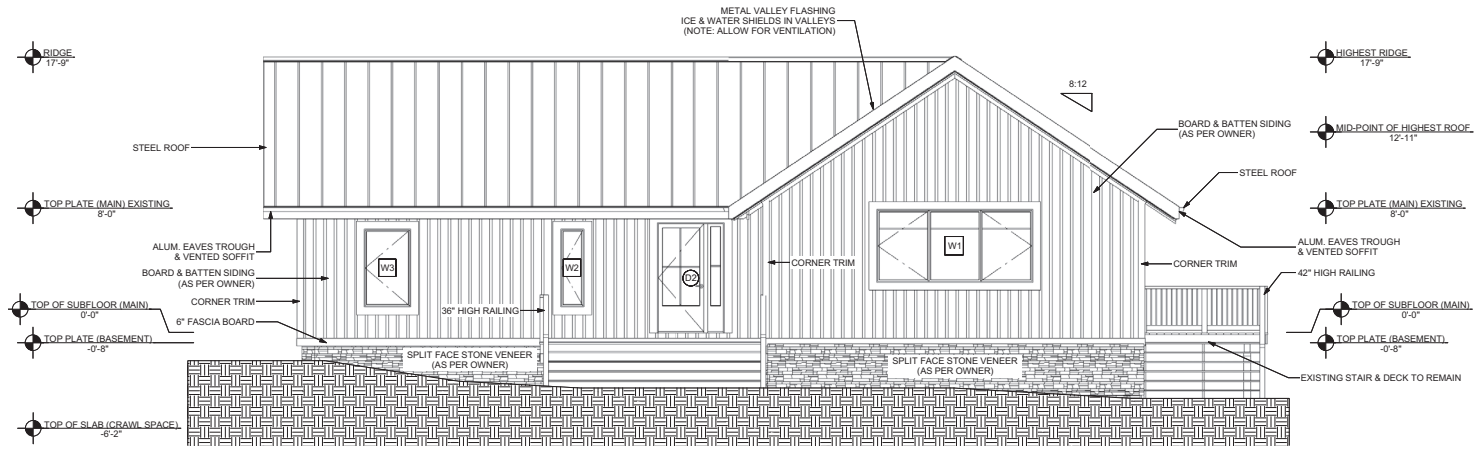 METAL VALLEY FLASHING
ICE & WATER SHIELDS IN VALLEYS
(NOTE: ALLOW FOR VENTILATION)
RIDGE
17'-9"
HIGHEST RIDGE
17'-9"
8:12
BOARD & BATTEN SIDING
(AS PER OWNER)
MID-POINT OF HIGHEST ROOF
12'-11"
STEEL ROOF
STEEL ROOF
TOP PLATE (MAIN) EXISTING
8'-0"
TOP PLATE (MAIN) EXISTING
8'-0"
ALUM. EAVES TROUGH
& VENTED SOFFIT
ALUM. EAVES TROUGH
& VENTED SOFFIT
W3
W2
D2
W1
CORNER TRIM
CORNER TRIM
BOARD & BATTEN SIDING
(AS PER OWNER)
42" HIGH RAILING
CORNER TRIM
36" HIGH RAILING
TOP OF SUBFLOOR (MAIN)
0'-0"
TOP OF SUBFLOOR (MAIN)
0'-0"
6" FASCIA BOARD
TOP PLATE (BASEMENT)
-0'-8"
TOP PLATE (BASEMENT)
-0'-8"
SPLIT FACE STONE VENEER
(AS PER OWNER)
SPLIT FACE STONE VENEER
(AS PER OWNER)
EXISTING STAIR & DECK TO REMAIN
TOP OF SLAB (CRAWL SPACE)
-6'-2"